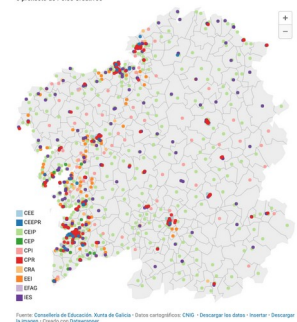 +
−
CEE
CEEPR
CEIP
CEP
CPI
CPR
CRA
EEI
EFAG
IES
Fuente: Consellería de Educación. Xunta de Galicia · Datos cartográficos: CNIG · Descargar los datos · Insertar · Descargar
la imagen · Creado con Datawrapper